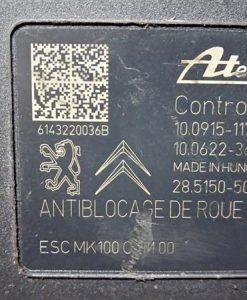 Ate
6143220036B
Contro
10.0915-11
10.0622-3
MADE IN HUN
28.5150-50
ANTIBLOCAGE DE ROUE
ESC MK100